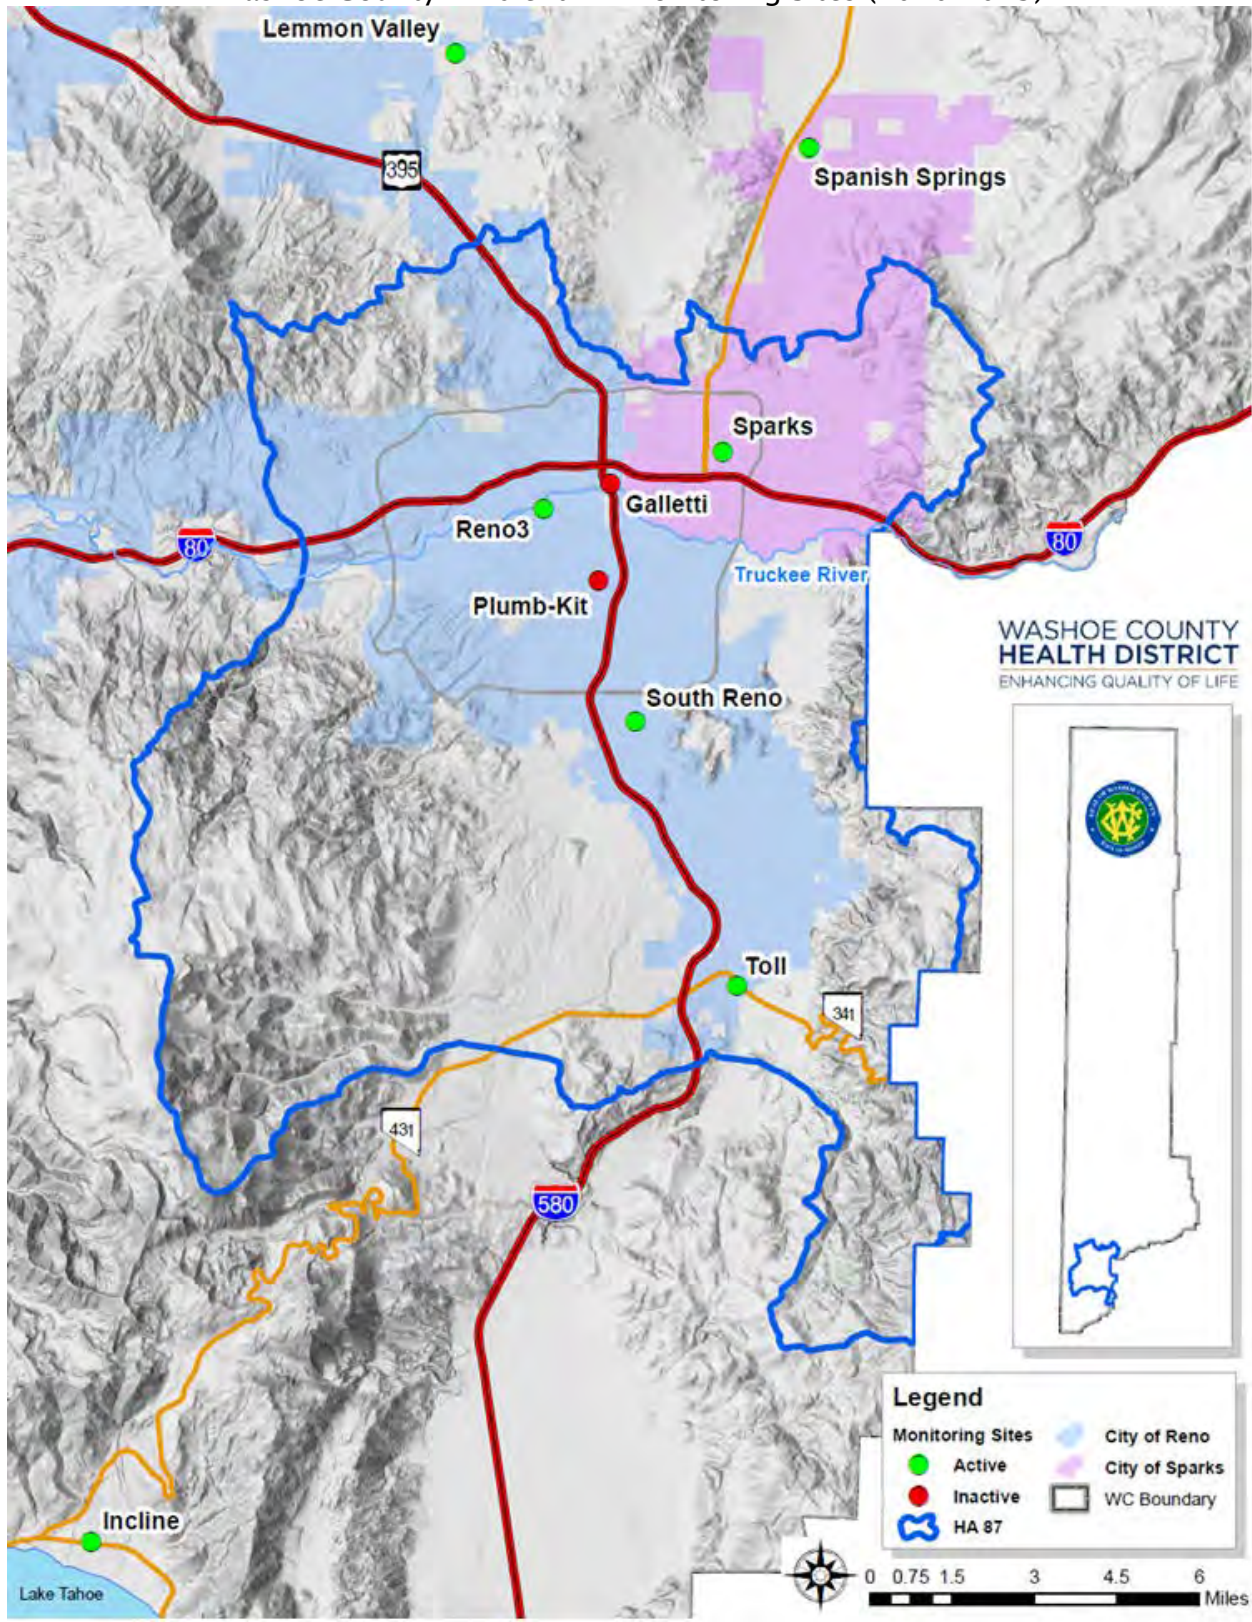 Lemmon Valley
395
Spanish Springs
Sparks
Galletti
Reno3
80
80
Truckee River
Plumb-Kit
WASHOE COUNTY
HEALTH DISTRICT
ENHANCING QUALITY OF LIFE
South Reno
Toll
341
431
580
Legend
Monitoring Sites
Active
Inactive
HA 87
City of Reno
City of Sparks
WC Boundary
Incline
Lake Tahoe
0 0.75 1.5 3 4.5 6
Miles